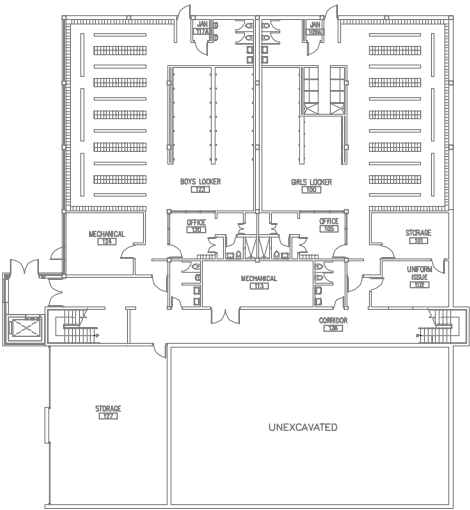 JAN
117A
JAN
109A
BOYS LOCKER
123
GIRLS LOCKER
100
OFFICE
120
OFFICE
105
MECHANICAL
124
STORAGE
101
MECHANICAL
113
UNIFORM
ISSUE
102
CORRIDOR
126
STORAGE
127
UNEXCAVATED